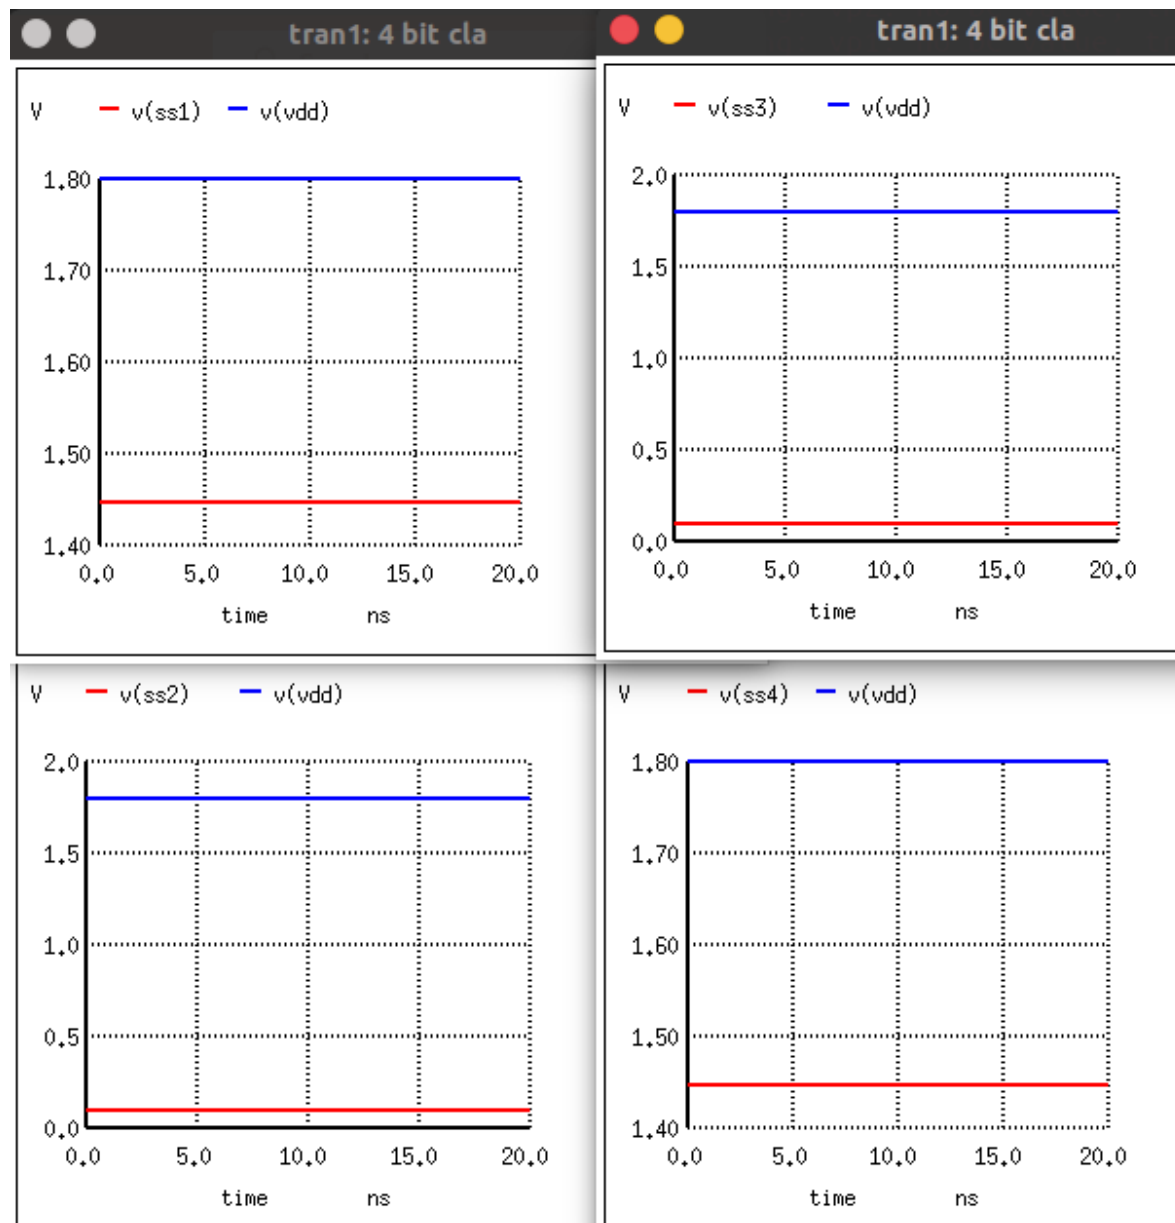 tran1: 4 bit cla
V v(ss1) v(vdd)
1.80
1.70
1.60
1.50
1.40
0.0 5.0 10.0 15.0 20.0
time ns
tran1: 4 bit cla
V v(ss3) v(vdd)
2.0
1.5
1.0
0.5
0.0
0.0 5.0 10.0 15.0 20.0
time ns
V v(ss2) v(vdd)
2.0
1.5
1.0
0.5
0.0
0.0 5.0 10.0 15.0 20.0
time ns
V v(ss4) v(vdd)
1.80
1.70
1.60
1.50
1.40
0.0 5.0 10.0 15.0 20.0
time ns